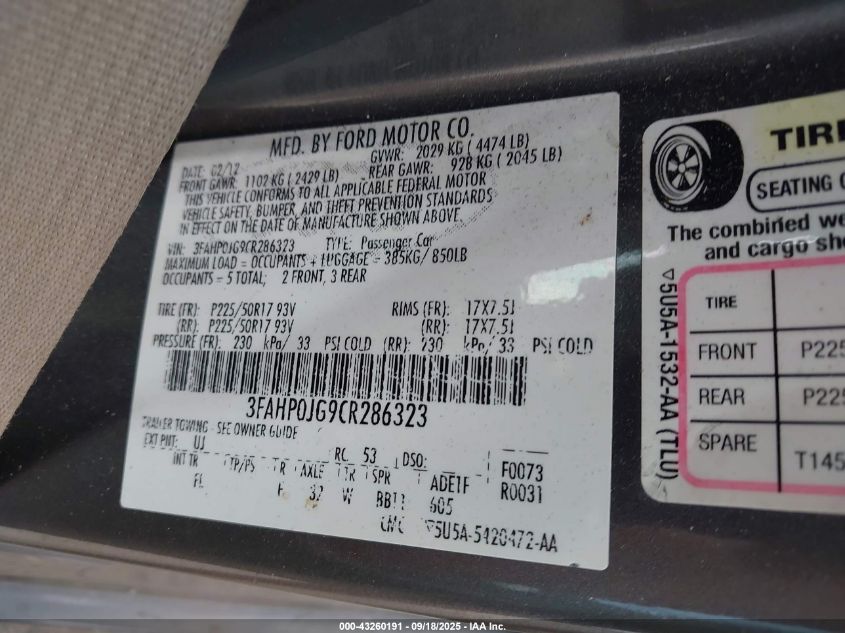 MFD. BY FORD MOTOR CO.
DATE: 02/12 GVWR: 2029 KG ( 4474 LB)
FRONT GAWR: 1102 KG ( 2429 LB) REAR GAWR: 928 KG ( 2045 LB)
THIS VEHICLE CONFORMS TO ALL APPLICABLE FEDERAL MOTOR
VEHICLE SAFETY, BUMPER, AND THEFT PREVENTION STANDARDS
IN EFFECT ON THE DATE OF MANUFACTURE SHOWN ABOVE.
VIN: 3FAHP0JG9CR286323 TYPE: Passenger Car
MAXIMUM LOAD = OCCUPANTS + LUGGAGE = 385KG/ 850LB
OCCUPANTS = 5 TOTAL; 2 FRONT, 3 REAR
TIRE (FR): P225/50R17 93V RIMS (FR): 17X7.5J
(RR): P225/50R17 93V (RR): 17X7.5J
PRESSURE (FR): 230 kPa/ 33 PSI COLD (RR): 230 kPa/ 33 PSI COLD
3FAHP0JG9CR286323
TRAILER TOWING - SEE OWNER GUIDE
EXT PNT: UJ RC: 53 DSO: F0073
INT TR TP/PS R AXLE TR SPR ADETF R0031
32 W BB11 605
▽5U5A-5420472-AA
TIRE
SEATING
The combined
and cargo
▽5U5A-1532-AA (TLU)
TIRE
FRONT P225
REAR P225
SPARE T145
000-43260191 - 09/18/2025 - IAA Inc.